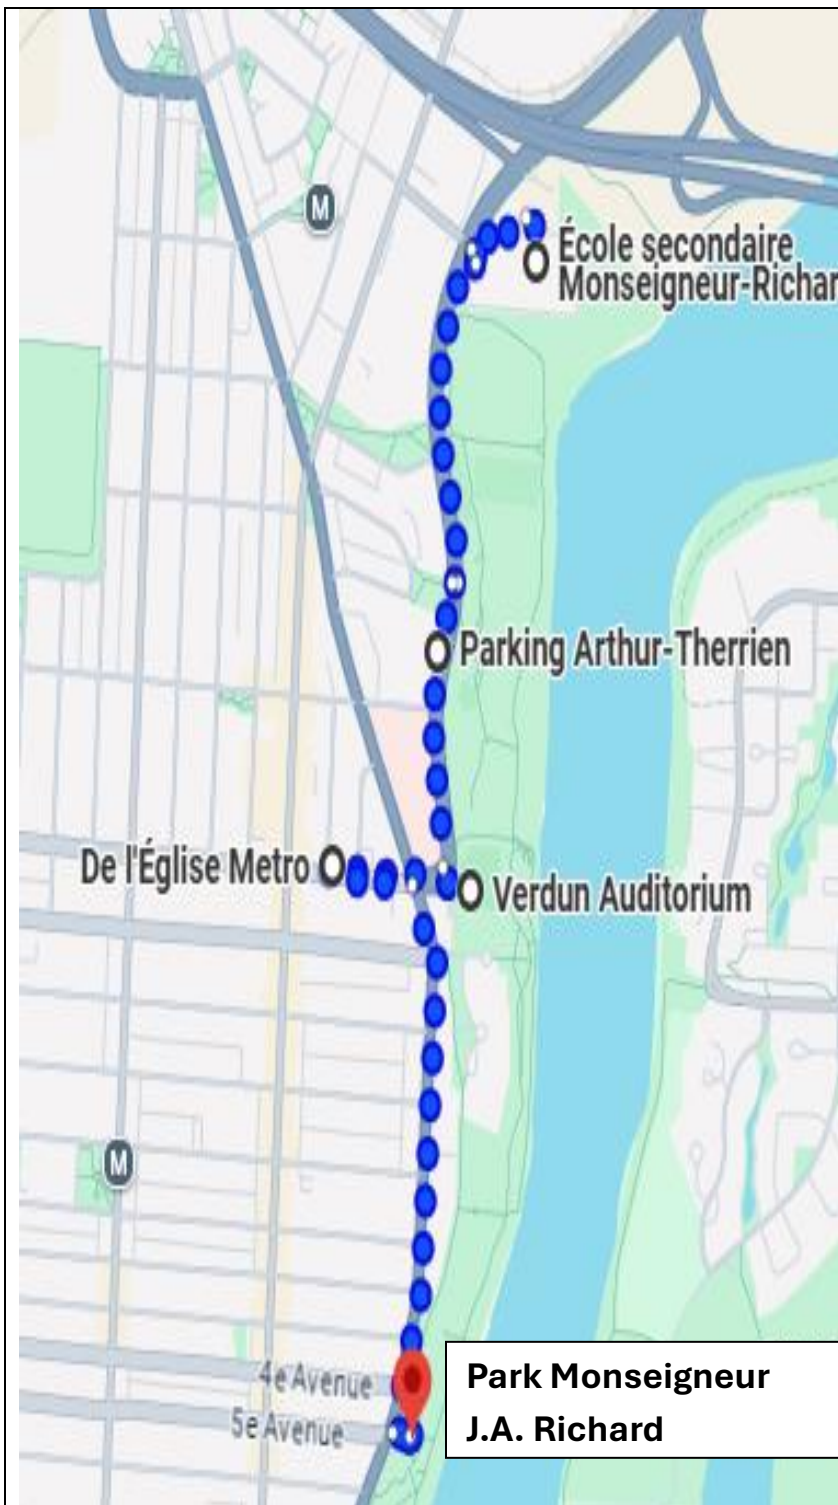 M
École secondaire
Monseigneur-Richar
Parking Arthur-Therrien
De l'Église Metro
Verdun Auditorium
M
4e Avenue
5e Avenue
Park Monseigneur
J.A. Richard